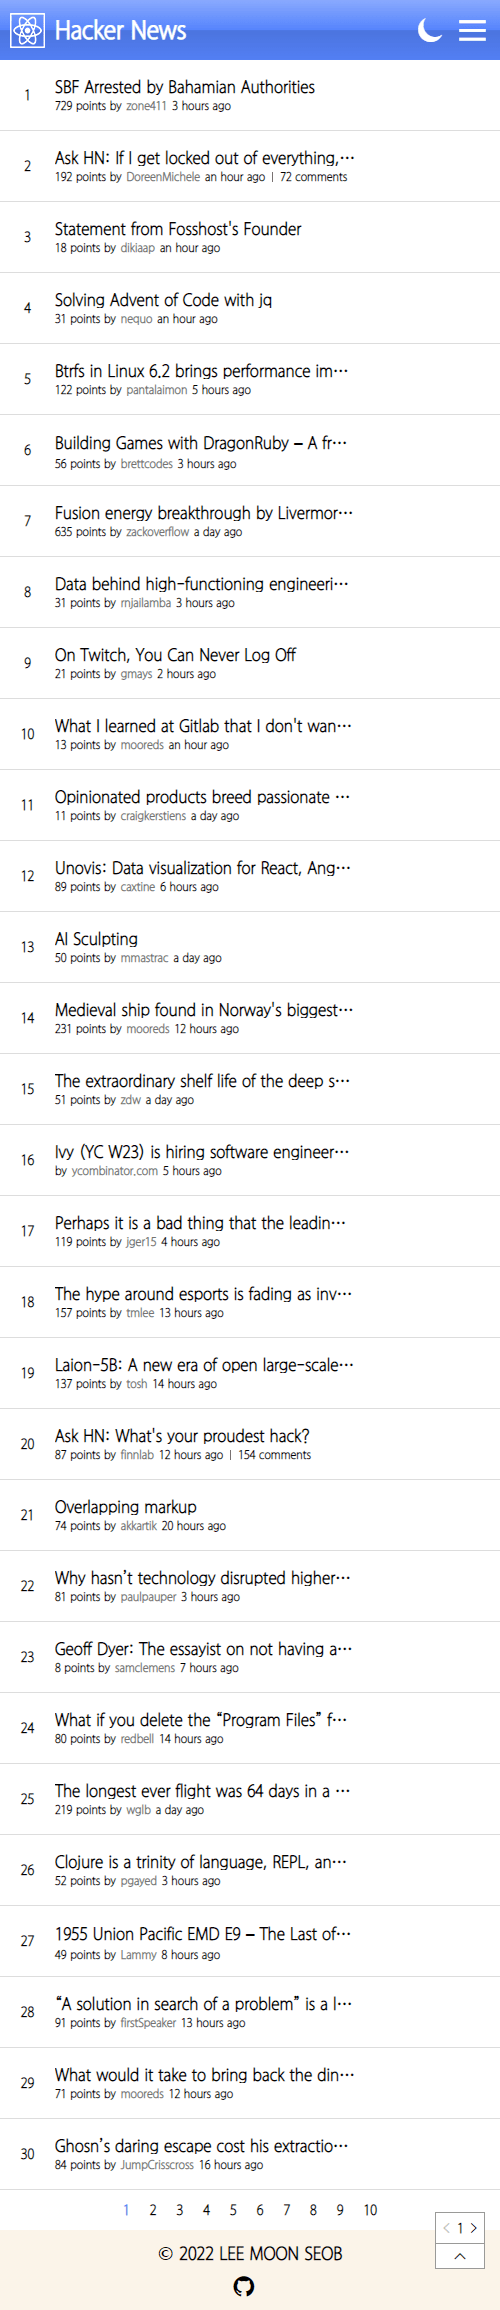 Hacker News
1
SBF Arrested by Bahamian Authorities
729 points by zone411 3 hours ago
2
Ask HN: If I get locked out of everything,…
192 points by DoreenMichele an hour ago | 72 comments
3
Statement from Fosshost's Founder
18 points by dikiaap an hour ago
4
Solving Advent of Code with jq
31 points by nequo an hour ago
5
Btrfs in Linux 6.2 brings performance im…
122 points by pantalaimon 5 hours ago
6
Building Games with DragonRuby – A fr…
56 points by brettcodes 3 hours ago
7
Fusion energy breakthrough by Livermor…
635 points by zackoverflow a day ago
8
Data behind high-functioning engineeri…
31 points by rnjailamba 3 hours ago
9
On Twitch, You Can Never Log Off
21 points by gmays 2 hours ago
10
What I learned at Gitlab that I don't wan…
13 points by mooreds an hour ago
11
Opinionated products breed passionate …
11 points by craigkerstiens a day ago
12
Unovis: Data visualization for React, Ang…
89 points by caxtine 6 hours ago
13
AI Sculpting
50 points by mmastrac a day ago
14
Medieval ship found in Norway's biggest…
231 points by mooreds 12 hours ago
15
The extraordinary shelf life of the deep s…
51 points by zdw a day ago
16
Ivy (YC W23) is hiring software engineer…
by ycombinator.com 5 hours ago
17
Perhaps it is a bad thing that the leadin…
119 points by jger15 4 hours ago
18
The hype around esports is fading as inv…
157 points by tmlee 13 hours ago
19
Laion-5B: A new era of open large-scale…
137 points by tosh 14 hours ago
20
Ask HN: What's your proudest hack?
87 points by finnlab 12 hours ago | 154 comments
21
Overlapping markup
74 points by akkartik 20 hours ago
22
Why hasn’t technology disrupted higher…
81 points by paulpauper 3 hours ago
23
Geoff Dyer: The essayist on not having a…
8 points by samclemens 7 hours ago
24
What if you delete the “Program Files” f…
80 points by redbell 14 hours ago
25
The longest ever flight was 64 days in a …
219 points by wglb a day ago
26
Clojure is a trinity of language, REPL, an…
52 points by pgayed 3 hours ago
27
1955 Union Pacific EMD E9 – The Last of…
49 points by Lammy 8 hours ago
28
“A solution in search of a problem” is a l…
91 points by firstSpeaker 13 hours ago
29
What would it take to bring back the din…
71 points by mooreds 12 hours ago
30
Ghosn’s daring escape cost his extractio…
84 points by JumpCrisscross 16 hours ago
1 2 3 4 5 6 7 8 9 10
< 1 >
© 2022 LEE MOON SEOB